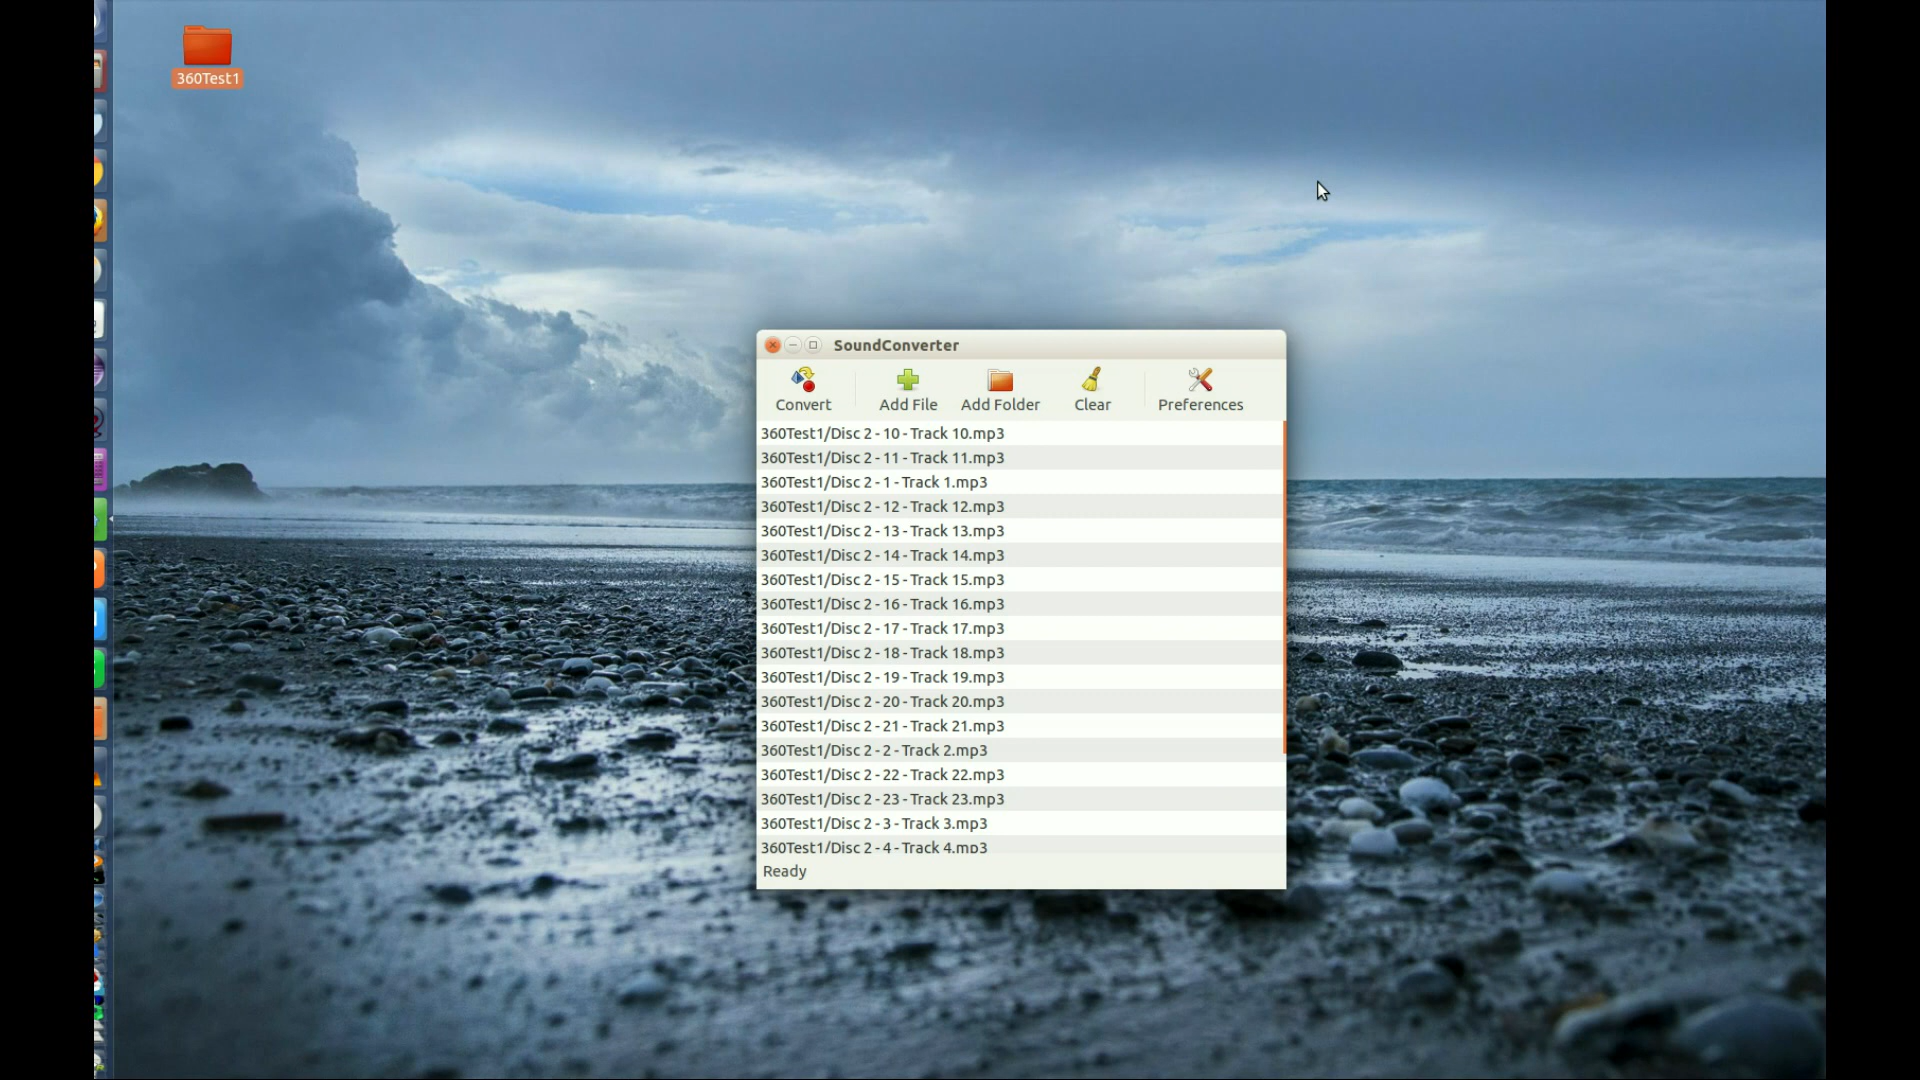 360Test1
SoundConverter
Convert Add File Add Folder Clear Preferences
360Test1/Disc 2 - 10 - Track 10.mp3
360Test1/Disc 2 - 11 - Track 11.mp3
360Test1/Disc 2 - 1 - Track 1.mp3
360Test1/Disc 2 - 12 - Track 12.mp3
360Test1/Disc 2 - 13 - Track 13.mp3
360Test1/Disc 2 - 14 - Track 14.mp3
360Test1/Disc 2 - 15 - Track 15.mp3
360Test1/Disc 2 - 16 - Track 16.mp3
360Test1/Disc 2 - 17 - Track 17.mp3
360Test1/Disc 2 - 18 - Track 18.mp3
360Test1/Disc 2 - 19 - Track 19.mp3
360Test1/Disc 2 - 20 - Track 20.mp3
360Test1/Disc 2 - 21 - Track 21.mp3
360Test1/Disc 2 - 2 - Track 2.mp3
360Test1/Disc 2 - 22 - Track 22.mp3
360Test1/Disc 2 - 23 - Track 23.mp3
360Test1/Disc 2 - 3 - Track 3.mp3
360Test1/Disc 2 - 4 - Track 4.mp3
Ready